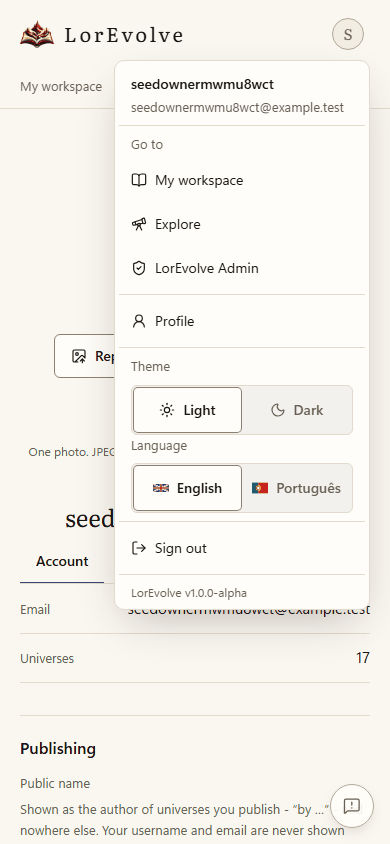 LorEvolve
S
My workspace
seedownermwmu8wct
seedownermwmu8wct@example.test
Go to
My workspace
Explore
LorEvolve Admin
Profile
Theme
Light
Dark
Language
English
Português
Sign out
LorEvolve v1.0.0-alpha
Rep
One photo. JPEG
seed
Account
Email
seedownermwmu8wct@example.test
Universes
17
Publishing
Public name
Shown as the author of universes you publish - “by ...”
nowhere else. Your username and email are never shown